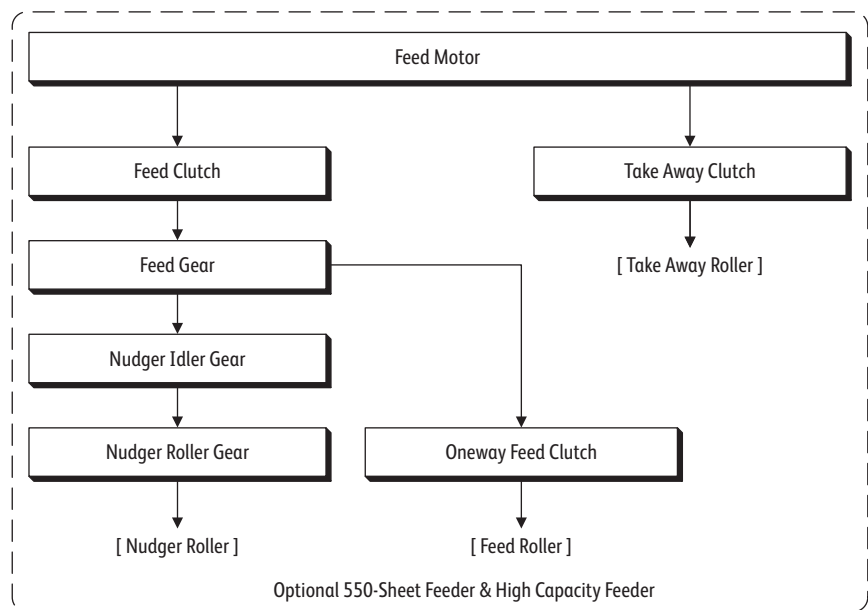 Feed Motor
Feed Clutch
Take Away Clutch
Feed Gear
[ Take Away Roller ]
Nudger Idler Gear
Nudger Roller Gear
Oneway Feed Clutch
[ Nudger Roller ]
[ Feed Roller ]
Optional 550-Sheet Feeder & High Capacity Feeder